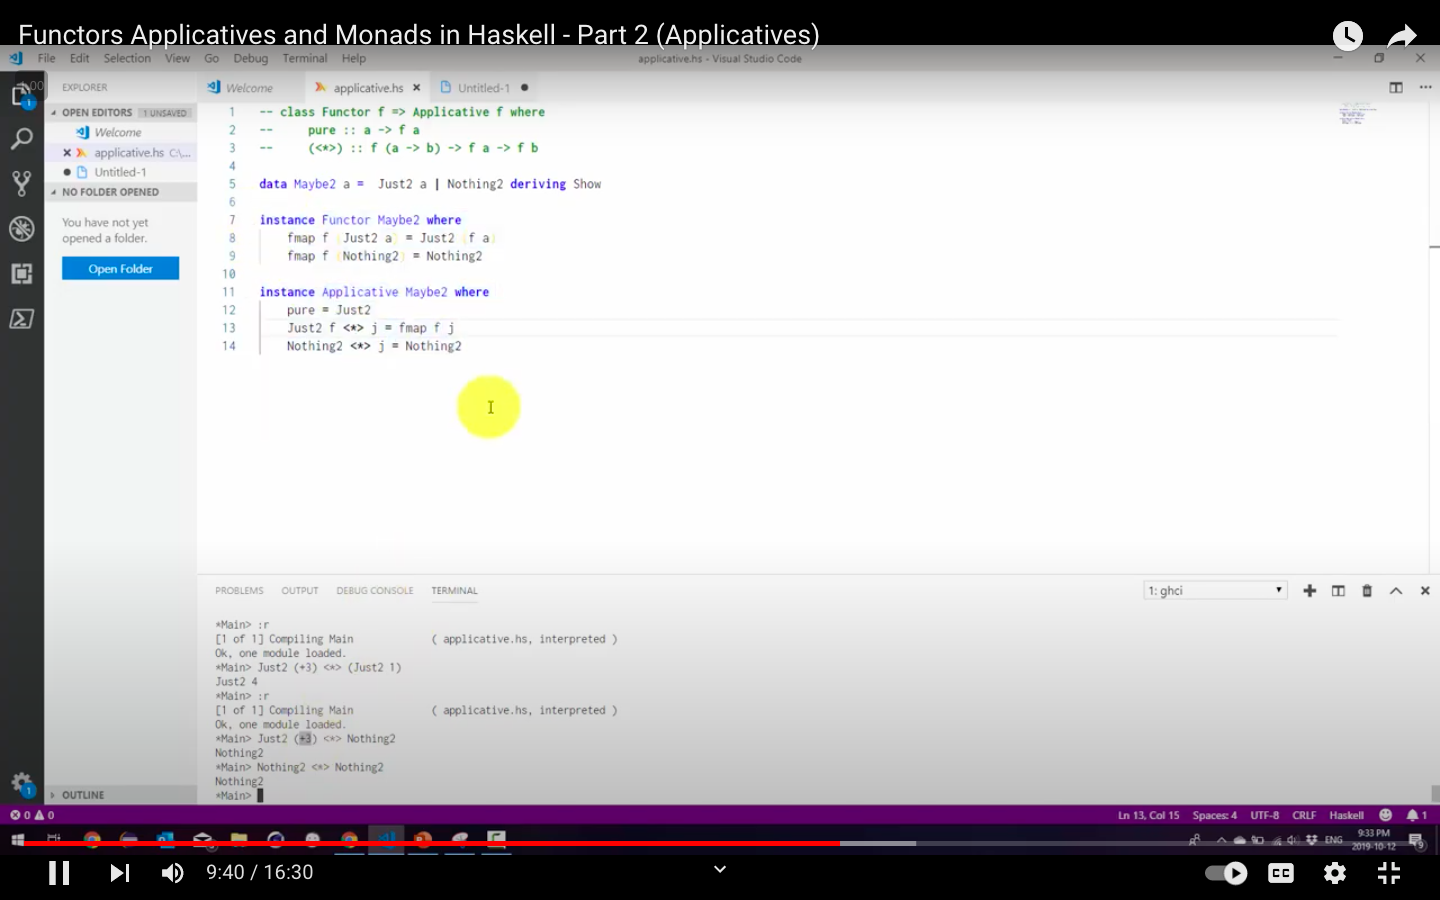 Functors Applicatives and Monads in Haskell - Part 2 (Applicatives)
File Edit Selection View Go Debug Terminal Help
applicative.hs - Visual Studio Code
EXPLORER
Welcome
applicative.hs
Untitled-1
OPEN EDITORS 1 UNSAVED
Welcome
applicative.hs C:\...
Untitled-1
NO FOLDER OPENED
You have not yet
opened a folder.
Open Folder
OUTLINE
1 -- class Functor f => Applicative f where
2 --     pure :: a -> f a
3 --     (<*>) :: f (a -> b) -> f a -> f b
4
5 data Maybe2 a =  Just2 a | Nothing2 deriving Show
6
7 instance Functor Maybe2 where
8     fmap f (Just2 a) = Just2 (f a)
9     fmap f (Nothing2) = Nothing2
10
11 instance Applicative Maybe2 where
12     pure = Just2
13     Just2 f <*> j = fmap f j
14     Nothing2 <*> j = Nothing2
PROBLEMS OUTPUT DEBUG CONSOLE TERMINAL
1: ghci
*Main> :r
[1 of 1] Compiling Main ( applicative.hs, interpreted )
Ok, one module loaded.
*Main> Just2 (+3) <*> (Just2 1)
Just2 4
*Main> :r
[1 of 1] Compiling Main ( applicative.hs, interpreted )
Ok, one module loaded.
*Main> Just2 (+3) <*> Nothing2
Nothing2
*Main> Nothing2 <*> Nothing2
Nothing2
*Main>
0 0
Ln 13, Col 15 Spaces: 4 UTF-8 CRLF Haskell 1
ENG
9:33 PM
2019-10-12
9:40 / 16:30
CC